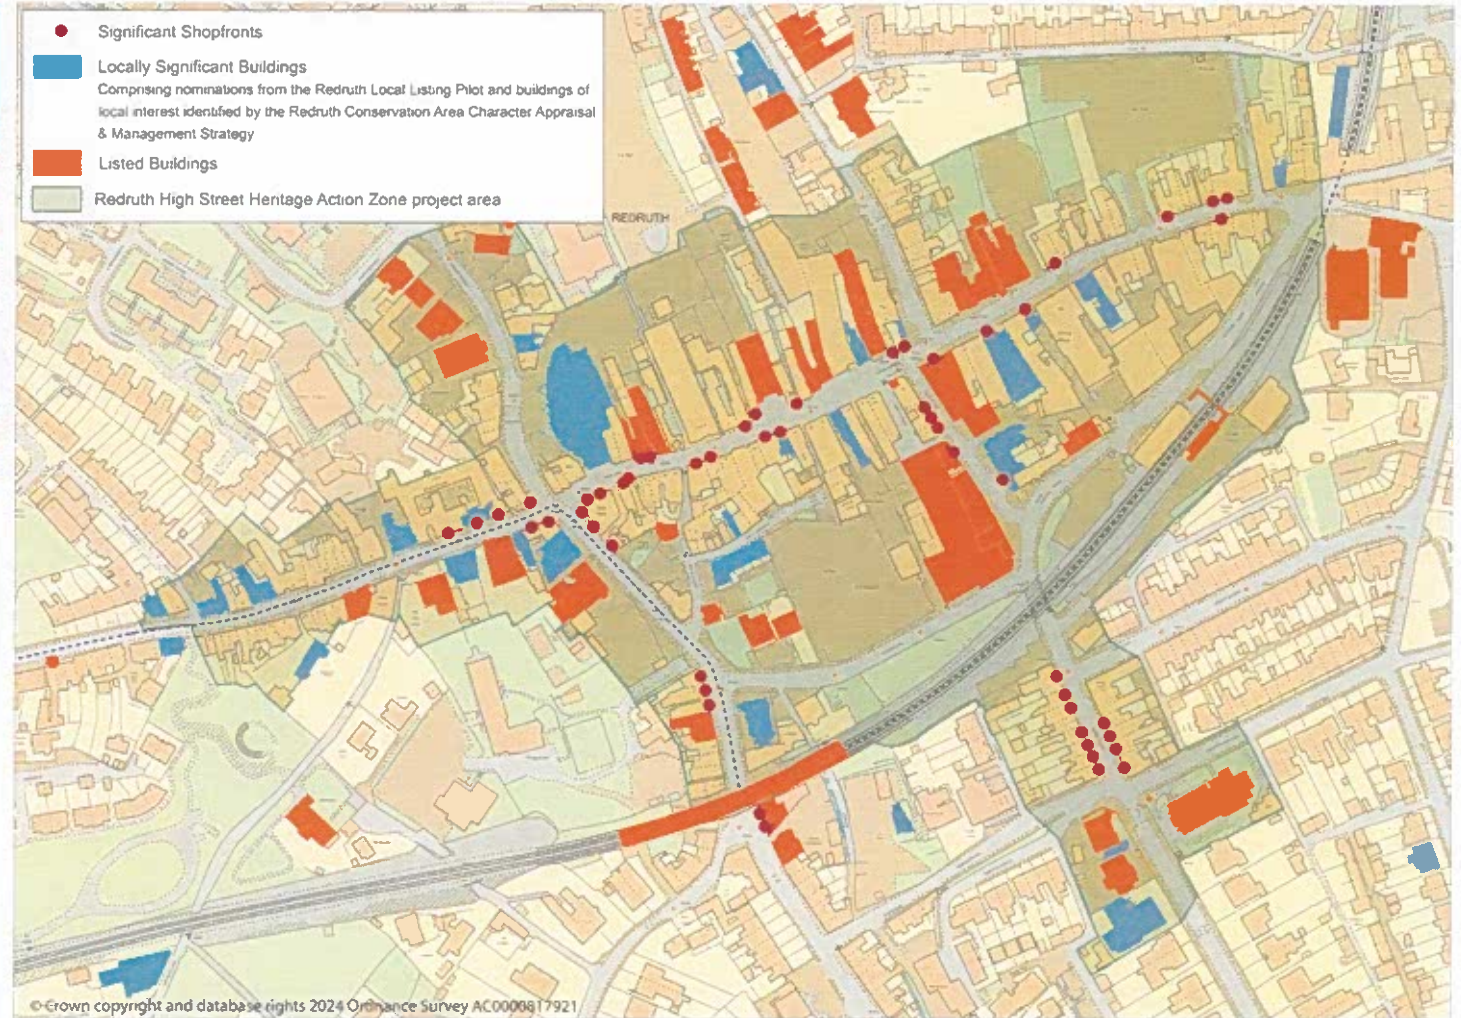 Significant Shopfronts
Locally Significant Buildings
Comprising nominations from the Redruth Local Listing Pilot and buildings of
local interest identified by the Redruth Conservation Area Character Appraisal
& Management Strategy
Listed Buildings
Redruth High Street Heritage Action Zone project area
REDRUTH
© Crown copyright and database rights 2024 Ordnance Survey AC0000817921